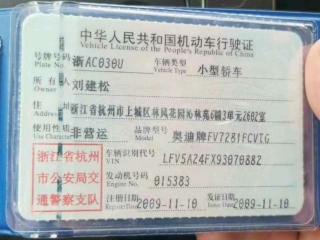 中华人民共和国机动车行驶证
Vehicle License of the People's Republic of China
号牌号码 浙AC030U 车辆类型 小型轿车
Vehicle Type
所有人 刘建松
住址 浙江省杭州市上城区林风花园沁林苑6幢3单元2602室
使用性质 非营运 品牌型号 奥迪牌FV7281FCVTG
Use Character Model
浙江省杭州
市公安局交
通警察支队
车辆识别代号 LFV5A24FX93070882
VIN
发动机号码 015383
Engine No.
注册日期 2009-11-10 发证日期 2009-11-10
Register Date Issue Date